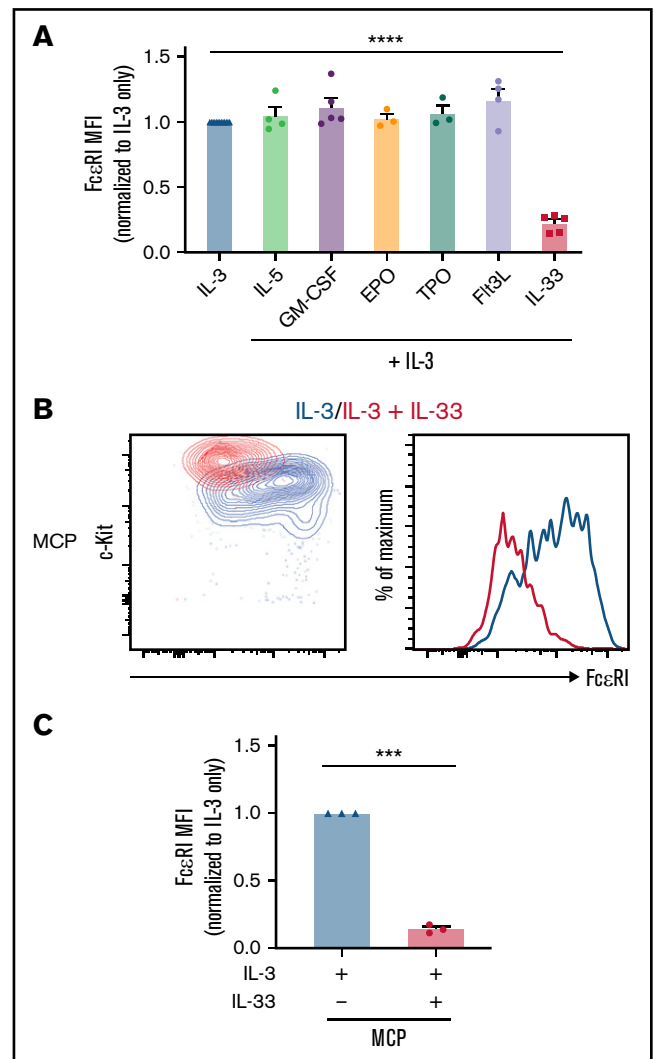 A
****
FcεRI MFI
(normalized to IL-3 only)
1.5
1.0
0.5
0.0
IL-3
IL-5
GM-CSF
EPO
TPO
Flt3L
IL-33
+ IL-3
B
IL-3/IL-3 + IL-33
MCP
c-Kit
% of maximum
FcεRI
C
***
FcεRI MFI
(normalized to IL-3 only)
1.5
1.0
0.5
0.0
IL-3 + +
IL-33 – +
MCP